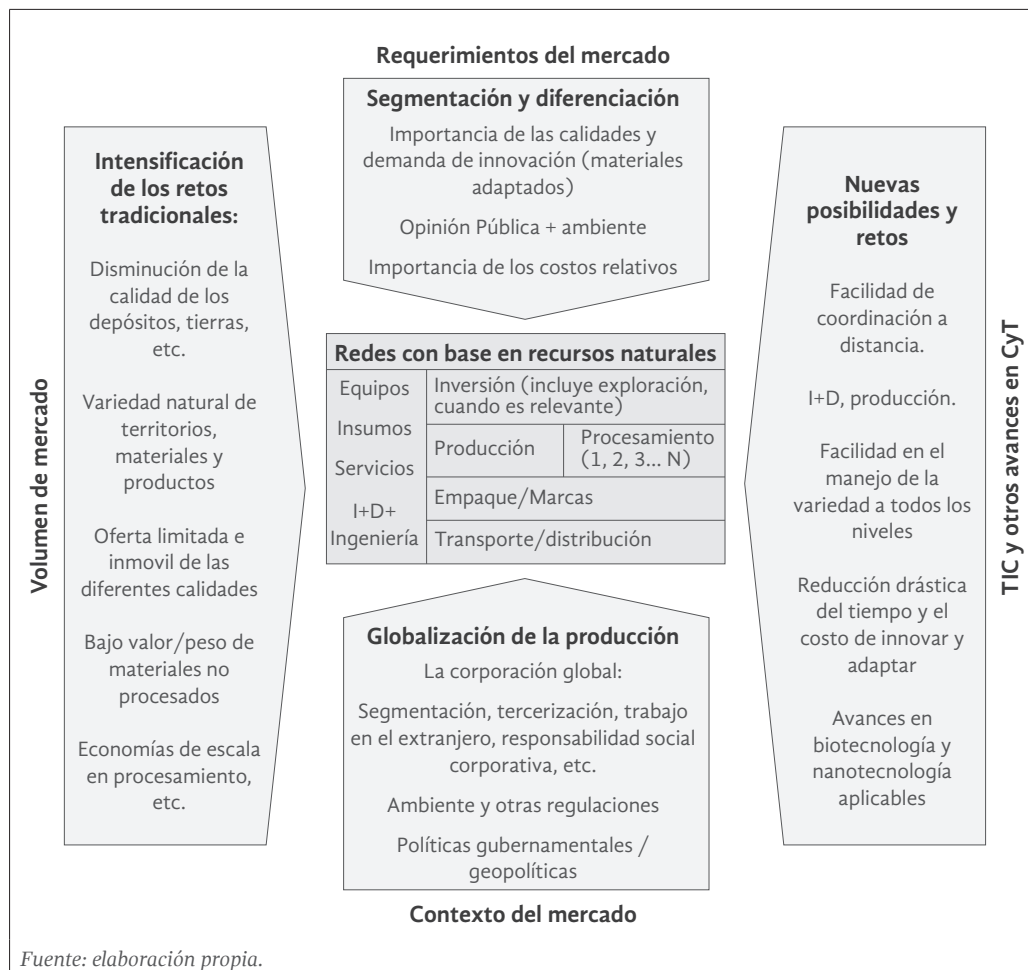 Requerimientos del mercado
Segmentación y diferenciación
Importancia de las calidades y
demanda de innovación (materiales
adaptados)
Opinión Pública + ambiente
Importancia de los costos relativos
Volumen de mercado
Intensificación
de los retos
tradicionales:
Disminución de la
calidad de los
depósitos, tierras,
etc.
Variedad natural de
territorios,
materiales y
productos
Oferta limitada e
inmovil de las
diferentes calidades
Bajo valor/peso de
materiales no
procesados
Economías de escala
en procesamiento,
etc.
Redes con base en recursos naturales
Equipos
Insumos
Servicios
I+D+
Ingeniería
Inversión (incluye exploración,
cuando es relevante)
Producción
Procesamiento
(1, 2, 3... N)
Empaque/Marcas
Transporte/distribución
Nuevas
posibilidades y
retos
Facilidad de
coordinación a
distancia.
I+D, producción.
Facilidad en el
manejo de la
variedad a todos los
niveles
Reducción drástica
del tiempo y el
costo de innovar y
adaptar
Avances en
biotecnología y
nanotecnología
aplicables
TIC y otros avances en CyT
Globalización de la producción
La corporación global:
Segmentación, tercerización, trabajo
en el extranjero, responsabilidad social
corporativa, etc.
Ambiente y otras regulaciones
Políticas gubernamentales /
geopolíticas
Contexto del mercado
Fuente: elaboración propia.